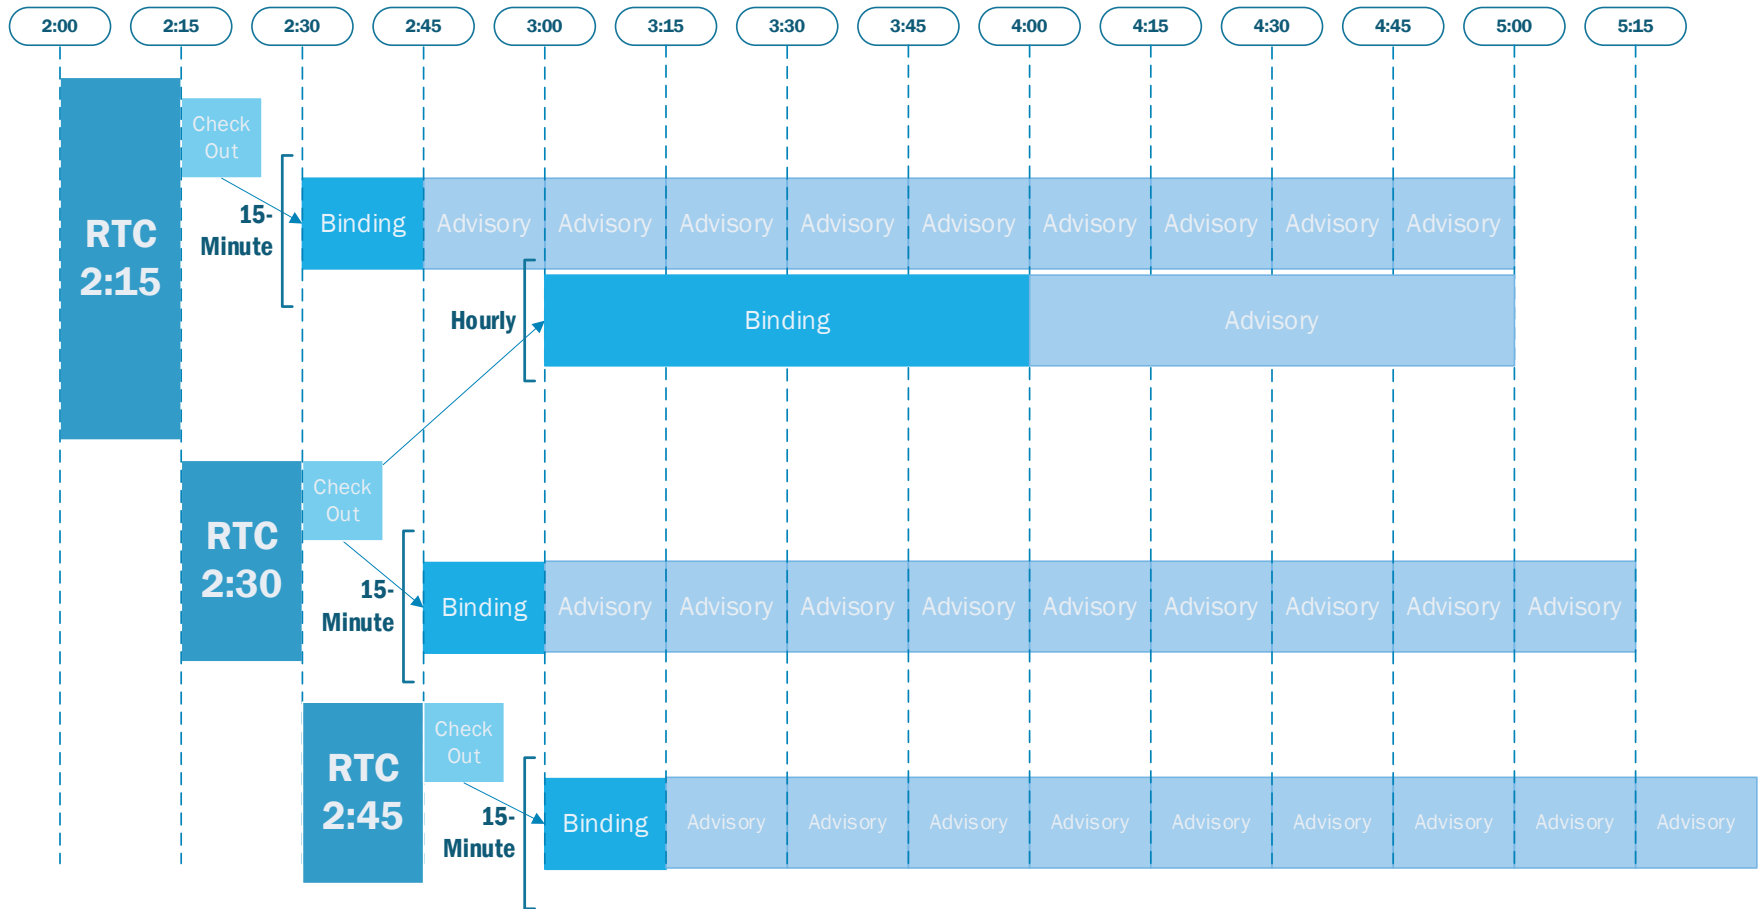 2:00 2:15 2:30 2:45 3:00 3:15 3:30 3:45 4:00 4:15 4:30 4:45 5:00 5:15
RTC
2:15
Check
Out
15-
Minute
Binding Advisory Advisory Advisory Advisory Advisory Advisory Advisory Advisory Advisory
Hourly
Binding Advisory
RTC
2:30
Check
Out
15-
Minute
Binding Advisory Advisory Advisory Advisory Advisory Advisory Advisory Advisory Advisory
RTC
2:45
Check
Out
15-
Minute
Binding Advisory Advisory Advisory Advisory Advisory Advisory Advisory Advisory Advisory